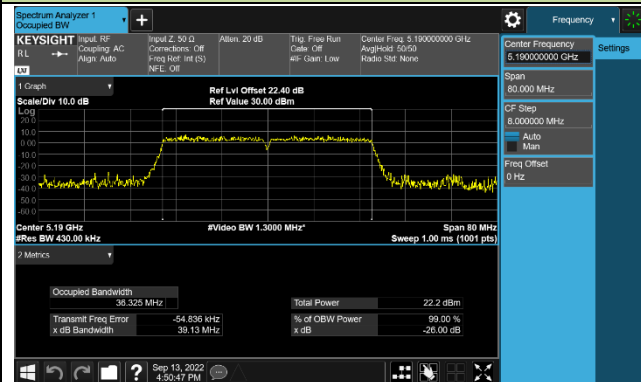 Spectrum Analyzer 1
Occupied BW
Frequency
KEYSIGHT
RL
LXI
Input: RF
Coupling: AC
Align: Auto
Input Z: 50 Ω
Corrections: Off
Freq Ref: Int (S)
NFE: Off
Atten: 20 dB
Trig: Free Run
Gate: Off
#IF Gain: Low
Center Freq: 5.190000000 GHz
Avg|Hold: 50/50
Radio Std: None
Center Frequency
5.190000000 GHz
Settings
Span
80.000 MHz
CF Step
8.000000 MHz
Auto
Man
Freq Offset
0 Hz
1 Graph
Scale/Div 10.0 dB
Ref Lvl Offset 22.40 dB
Ref Value 30.00 dBm
Log
20.0
10.0
0.00
-10.0
-20.0
-30.0
-40.0
-50.0
-60.0
Center 5.19 GHz
#Video BW 1.3000 MHz*
Span 80 MHz
#Res BW 430.00 kHz
Sweep 1.00 ms (1001 pts)
2 Metrics
Occupied Bandwidth
36.325 MHz
Total Power 22.2 dBm
Transmit Freq Error -54.836 kHz
% of OBW Power 99.00 %
x dB Bandwidth 39.13 MHz
x dB -26.00 dB
?
Sep 13, 2022
4:50:47 PM